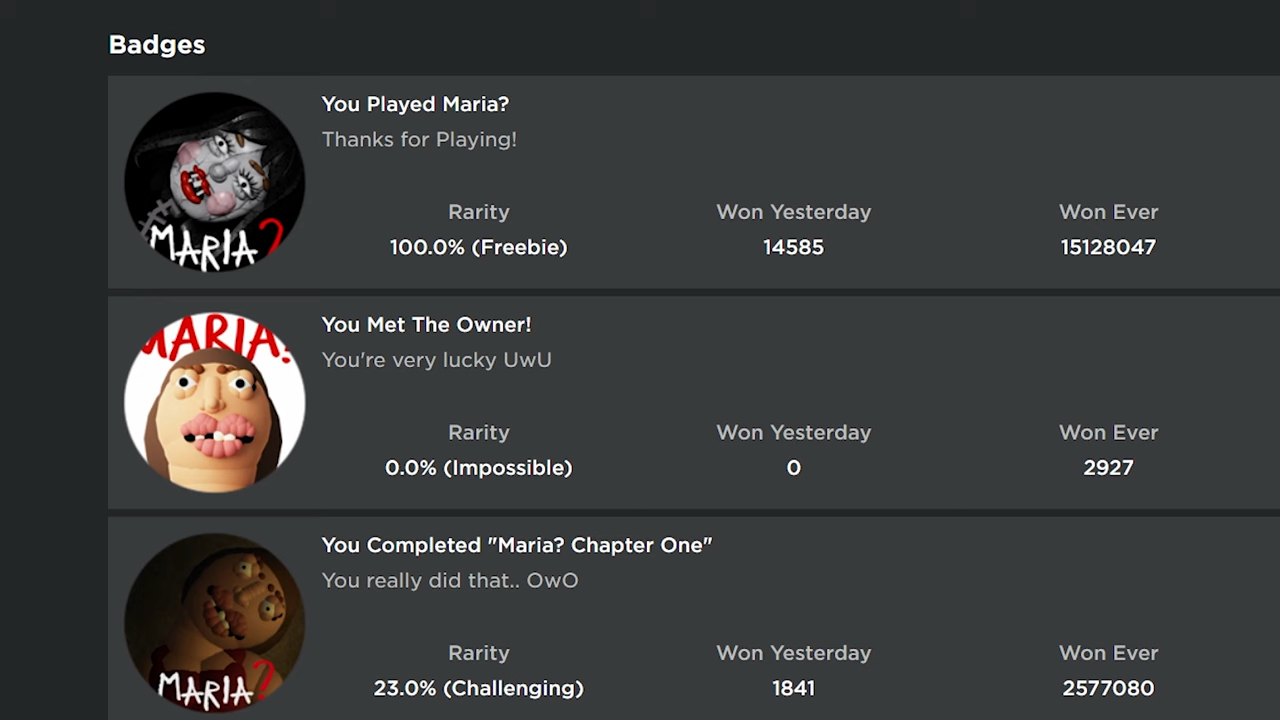 Badges
MARIA?
You Played Maria?
Thanks for Playing!
Rarity Won Yesterday Won Ever
100.0% (Freebie) 14585 15128047
MARIA?
You Met The Owner!
You're very lucky UwU
Rarity Won Yesterday Won Ever
0.0% (Impossible) 0 2927
MARIA?
You Completed "Maria? Chapter One"
You really did that.. OwO
Rarity Won Yesterday Won Ever
23.0% (Challenging) 1841 2577080